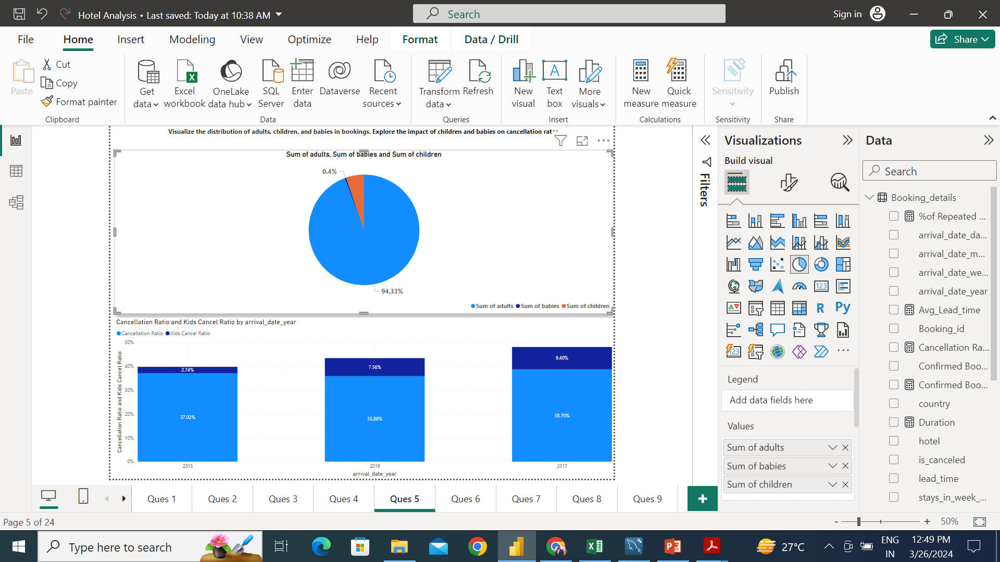 Hotel Analysis • Last saved: Today at 10:38 AM
Search
Sign in
File
Home
Insert
Modeling
View
Optimize
Help
Format
Data / Drill
Share
Paste
Cut
Copy
Format painter
Clipboard
Get data
Excel workbook
OneLake data hub
SQL Server
Enter data
Dataverse
Recent sources
Data
Transform data
Refresh
Queries
New visual
Text box
More visuals
Insert
New measure
Quick measure
Calculations
Sensitivity
Sensitivity
Publish
Share
Visualize the distribution of adults, children, and babies in bookings. Explore the impact of children and babies on cancellation
Sum of adults, Sum of babies and Sum of children
0.4%
94.33%
Sum of adults Sum of babies Sum of children
Cancellation Ratio and Kids Cancel Ratio by arrival_date_year
Cancellation Ratio Kids Cancel Ratio
Cancellation Ratio and Kids Cancel Ratio
50%
40%
30%
20%
10%
0%
2.74%
7.56%
9.40%
37.02%
35.86%
38.70%
2015
2016
2017
arrival_date_year
Filters
Visualizations
Build visual
123
R
Py
123
Legend
Add data fields here
Values
Sum of adults
Sum of babies
Sum of children
Data
Search
Booking_details
%of Repeated ...
arrival_date_da...
arrival_date_m...
arrival_date_we...
arrival_date_year
Avg_Lead_time
Booking_id
Cancellation Ra...
Confirmed Boo...
Confirmed Boo...
country
Duration
hotel
is_canceled
lead_time
stays_in_week_...
Ques 1
Ques 2
Ques 3
Ques 4
Ques 5
Ques 6
Ques 7
Ques 8
Ques 9
Page 5 of 24
- + 50%
Type here to search
27°C
ENG
IN
12:49 PM
3/26/2024